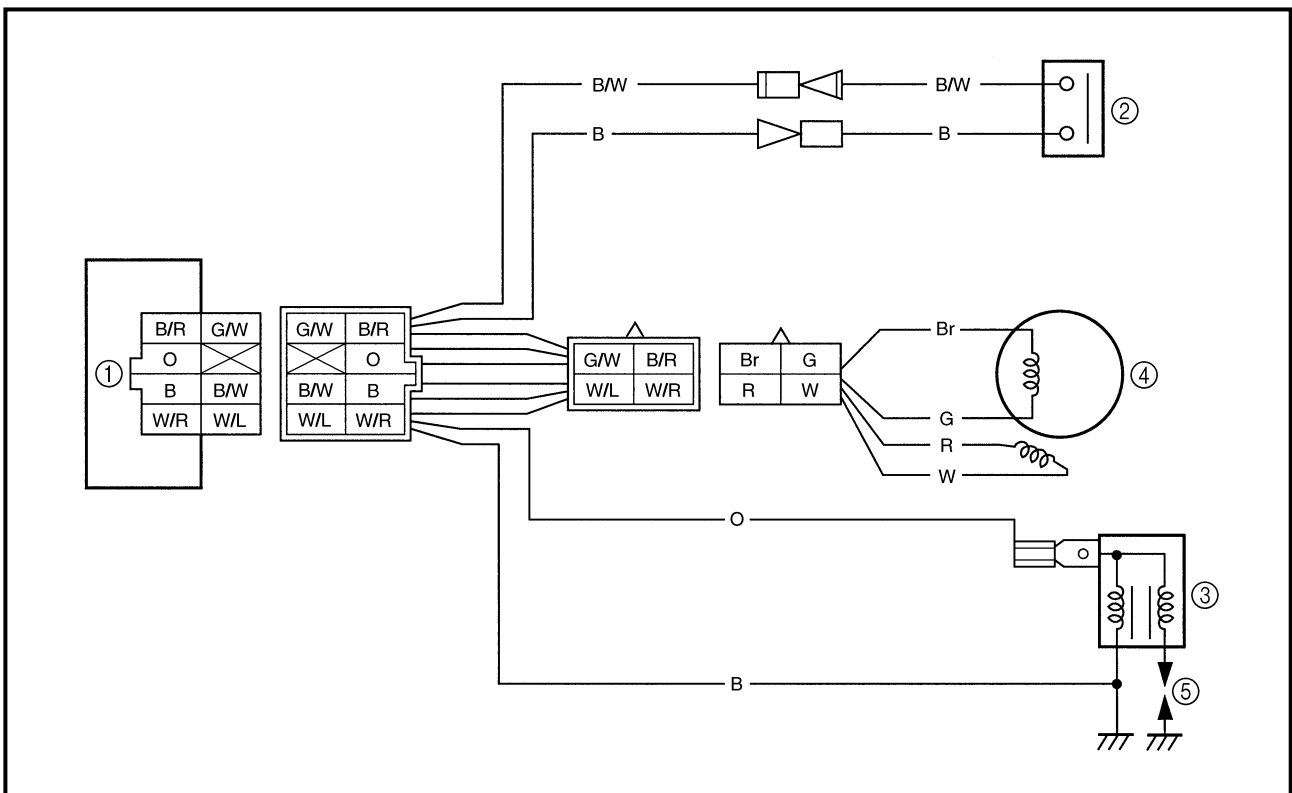 B/W B/W
②
B B
B/R G/W G/W B/R Br
O O G/W B/R Br G
① ④
B B/W B/W B W/L W/R R W
W/R W/L W/L W/R G
R
W
O
③
B
⑤